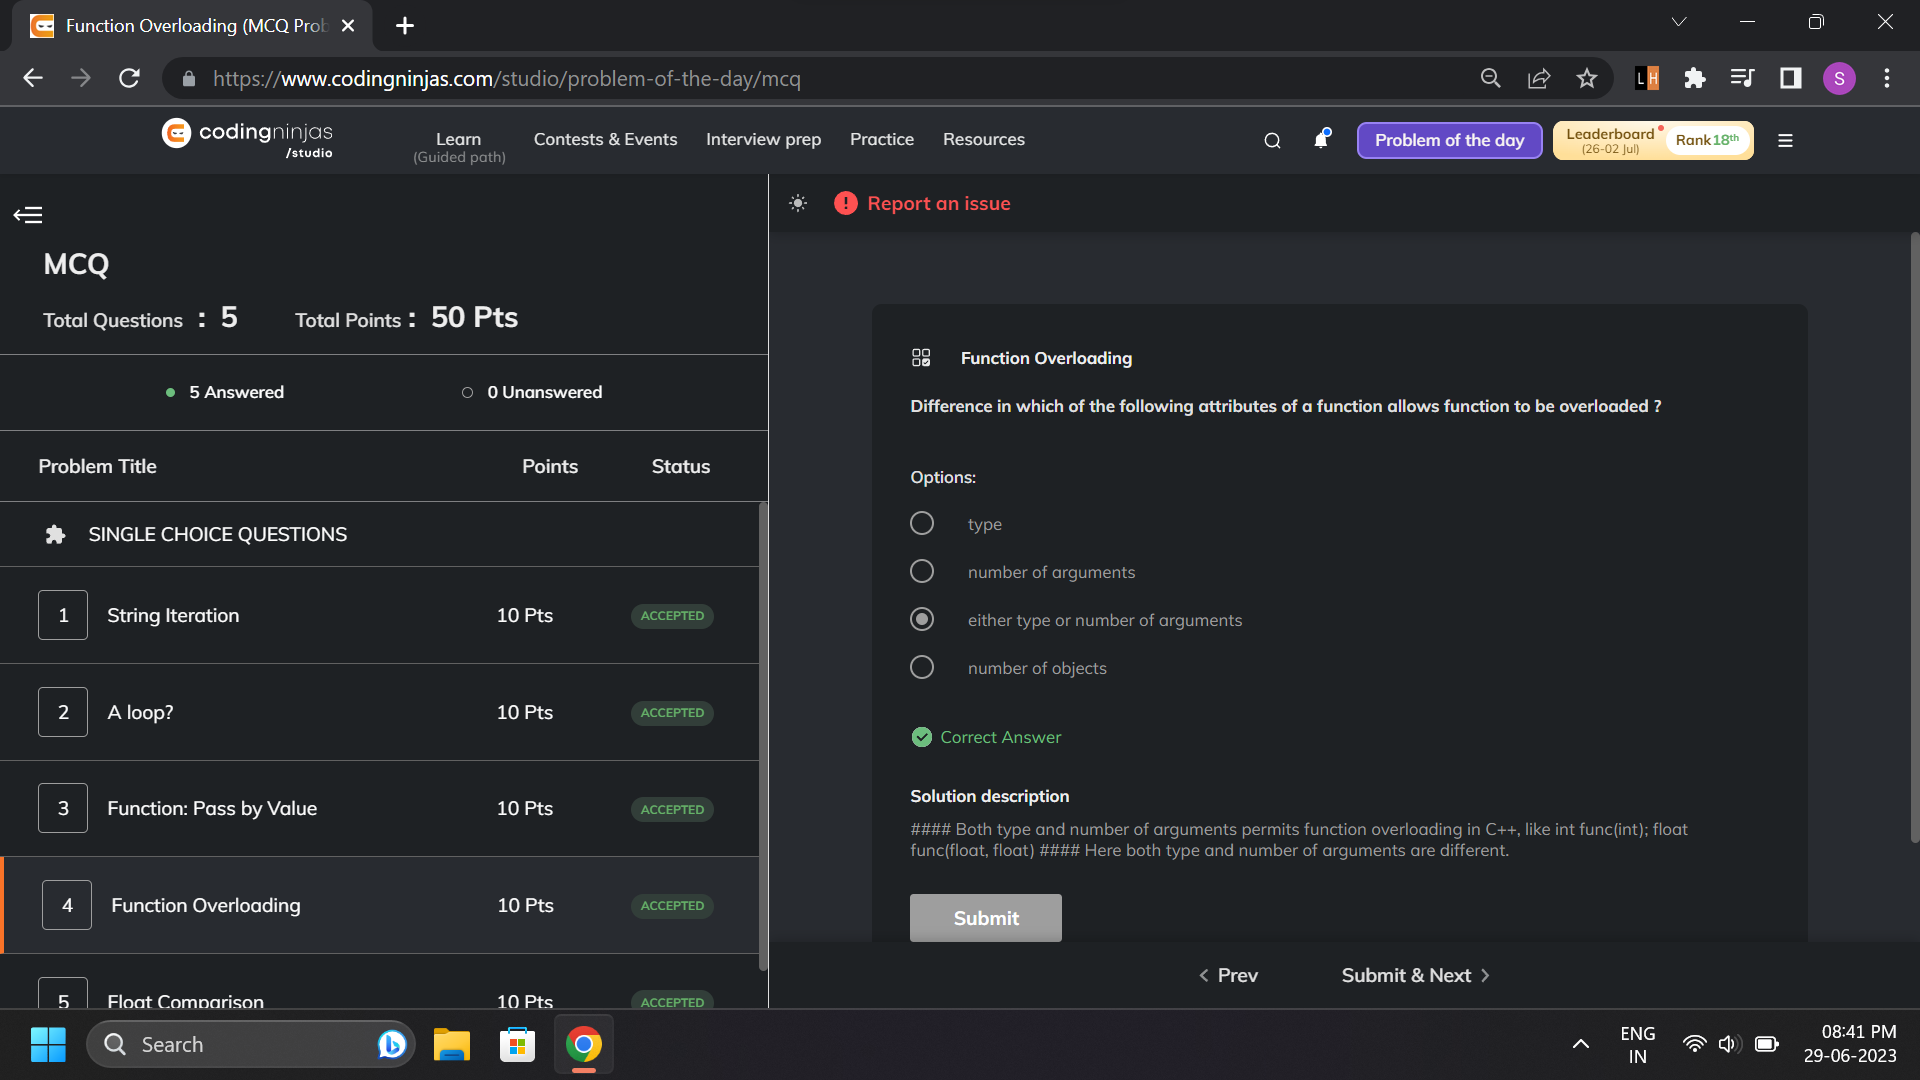 Function Overloading (MCQ Prob
https://www.codingninjas.com/studio/problem-of-the-day/mcq
LH
S
codingninjas
/studio
Learn
(Guided path)
Contests & Events
Interview prep
Practice
Resources
Problem of the day
Leaderboard
(26-02 Jul)
Rank 18th
Report an issue
MCQ
Total Questions : 5
Total Points : 50 Pts
5 Answered
0 Unanswered
Problem Title Points Status
SINGLE CHOICE QUESTIONS
1 String Iteration 10 Pts ACCEPTED
2 A loop? 10 Pts ACCEPTED
3 Function: Pass by Value 10 Pts ACCEPTED
4 Function Overloading 10 Pts ACCEPTED
5 Float Comparison 10 Pts ACCEPTED
Function Overloading
Difference in which of the following attributes of a function allows function to be overloaded ?
Options:
type
number of arguments
either type or number of arguments
number of objects
Correct Answer
Solution description
#### Both type and number of arguments permits function overloading in C++, like int func(int); float
func(float, float) #### Here both type and number of arguments are different.
Submit
Prev
Submit & Next
Search
ENG
IN
08:41 PM
29-06-2023